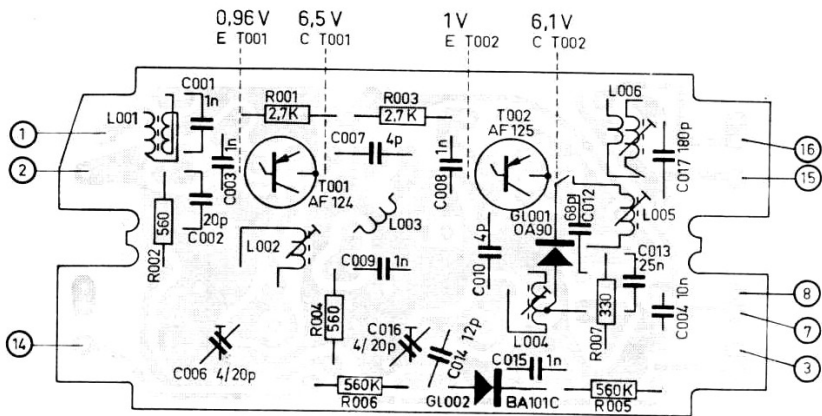 0,96 V 6,5 V 1 V 6,1 V
E T001 C T001 E T002 C T002
C001
1n
L001
R001
2,7K
R003
2,7K
C007
4p
1n
C003
1n
C008
T002
AF 125
L006
C017 180p
1
2
16
15
T001
AF 124
20p
C002
560
R002
L002
L003
C009
1n
4p
C010
GL001
OA90
68p
C012
L005
C013
25n
C004 10n
330
R007
L004
R004
560
C016
4/20p
C014 12p
C015
1n
8
7
3
14
C006 4/20p
560K
R006
GL002
BA101C
560K
R005